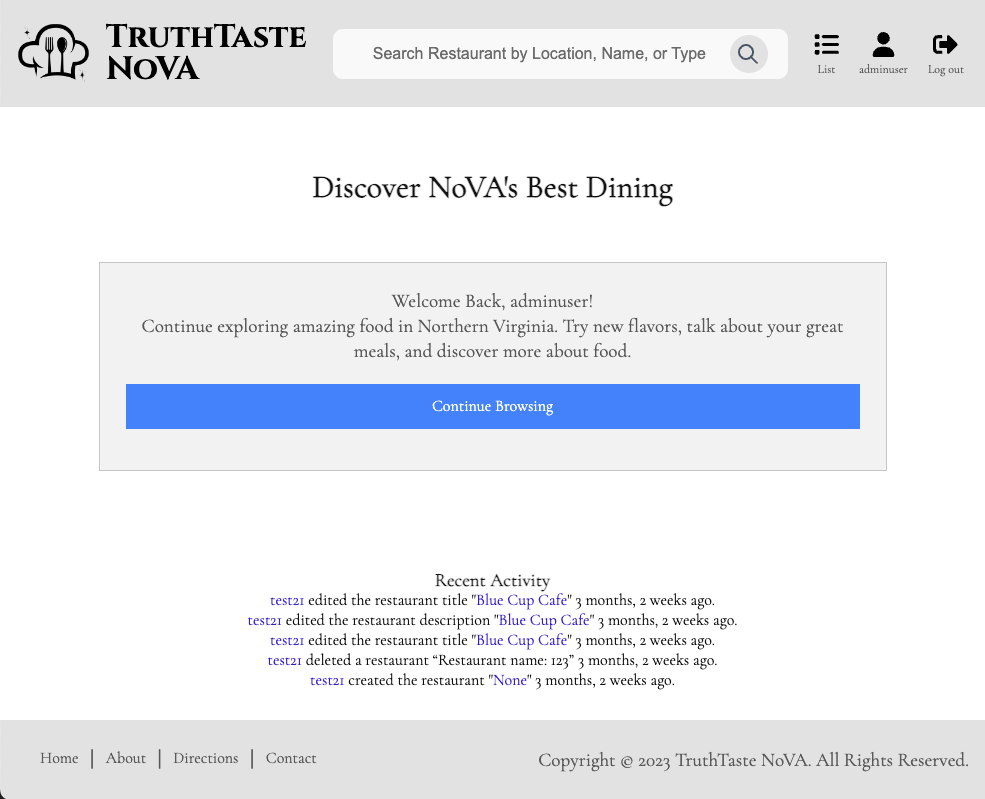 TruthTaste
NoVA
Search Restaurant by Location, Name, or Type
List
adminuser
Log out
Discover NoVA's Best Dining
Welcome Back, adminuser!
Continue exploring amazing food in Northern Virginia. Try new flavors, talk about your great
meals, and discover more about food.
Continue Browsing
Recent Activity
test21 edited the restaurant title "Blue Cup Cafe" 3 months, 2 weeks ago.
test21 edited the restaurant description "Blue Cup Cafe" 3 months, 2 weeks ago.
test21 edited the restaurant title "Blue Cup Cafe" 3 months, 2 weeks ago.
test21 deleted a restaurant “Restaurant name: 123” 3 months, 2 weeks ago.
test21 created the restaurant "None" 3 months, 2 weeks ago.
Home | About | Directions | Contact
Copyright © 2023 TruthTaste NoVA. All Rights Reserved.